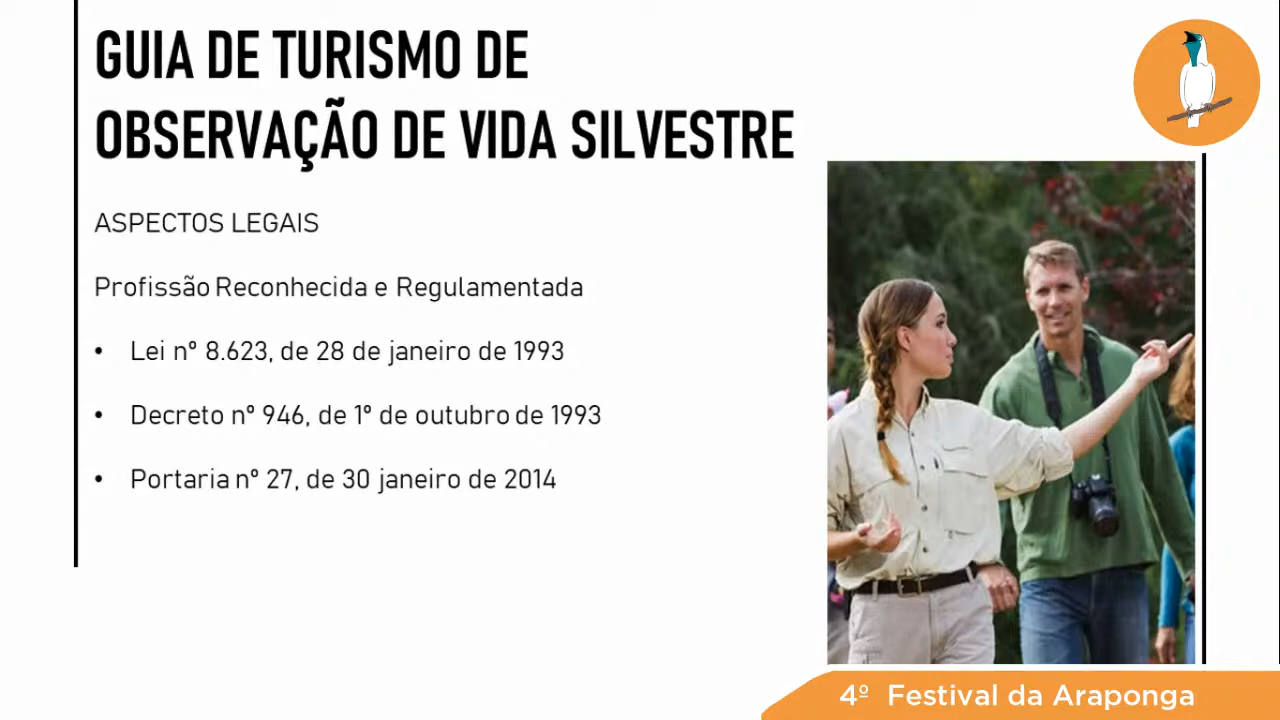 GUIA DE TURISMO DE
OBSERVAÇÃO DE VIDA SILVESTRE
ASPECTOS LEGAIS
Profissão Reconhecida e Regulamentada
• Lei nº 8.623, de 28 de janeiro de 1993
• Decreto nº 946, de 1º de outubro de 1993
• Portaria nº 27, de 30 janeiro de 2014
4º Festival da Araponga